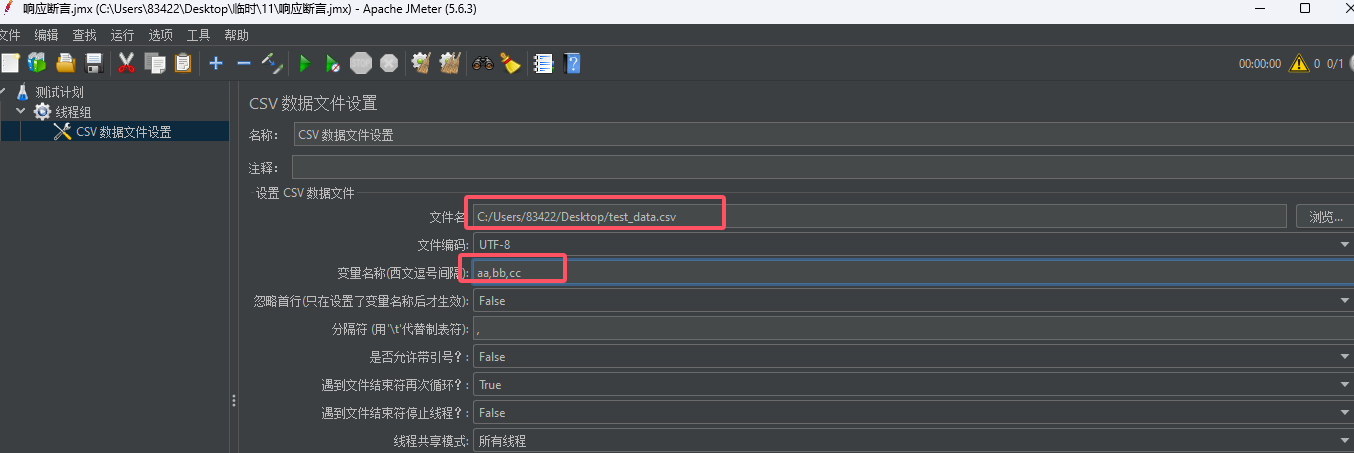 响应断言.jmx (C:\Users\83422\Desktop\临时\11\响应断言.jmx) - Apache JMeter (5.6.3)
文件 编辑 查找 运行 选项 工具 帮助
STOP
00:00:00 0 0/1
测试计划
线程组
CSV 数据文件设置
CSV 数据文件设置
名称: CSV 数据文件设置
注释:
设置 CSV 数据文件
文件名 C:/Users/83422/Desktop/test_data.csv 浏览...
文件编码: UTF-8
变量名称(西文逗号间隔): aa,bb,cc
忽略首行(只在设置了变量名称后才生效): False
分隔符 (用'\t'代替制表符): ,
是否允许带引号？: False
遇到文件结束符再次循环？: True
遇到文件结束符停止线程？: False
线程共享模式: 所有线程